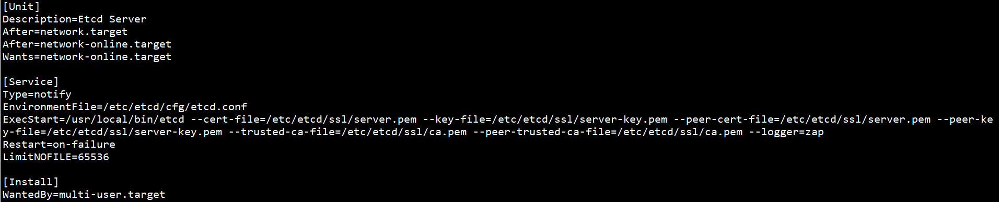 [Unit]
Description=Etcd Server
After=network.target
After=network-online.target
Wants=network-online.target

[Service]
Type=notify
EnvironmentFile=/etc/etcd/cfg/etcd.conf
ExecStart=/usr/local/bin/etcd --cert-file=/etc/etcd/ssl/server.pem --key-file=/etc/etcd/ssl/server-key.pem --peer-cert-file=/etc/etcd/ssl/server.pem --peer-ke
y-file=/etc/etcd/ssl/server-key.pem --trusted-ca-file=/etc/etcd/ssl/ca.pem --peer-trusted-ca-file=/etc/etcd/ssl/ca.pem --logger=zap
Restart=on-failure
LimitNOFILE=65536

[Install]
WantedBy=multi-user.target